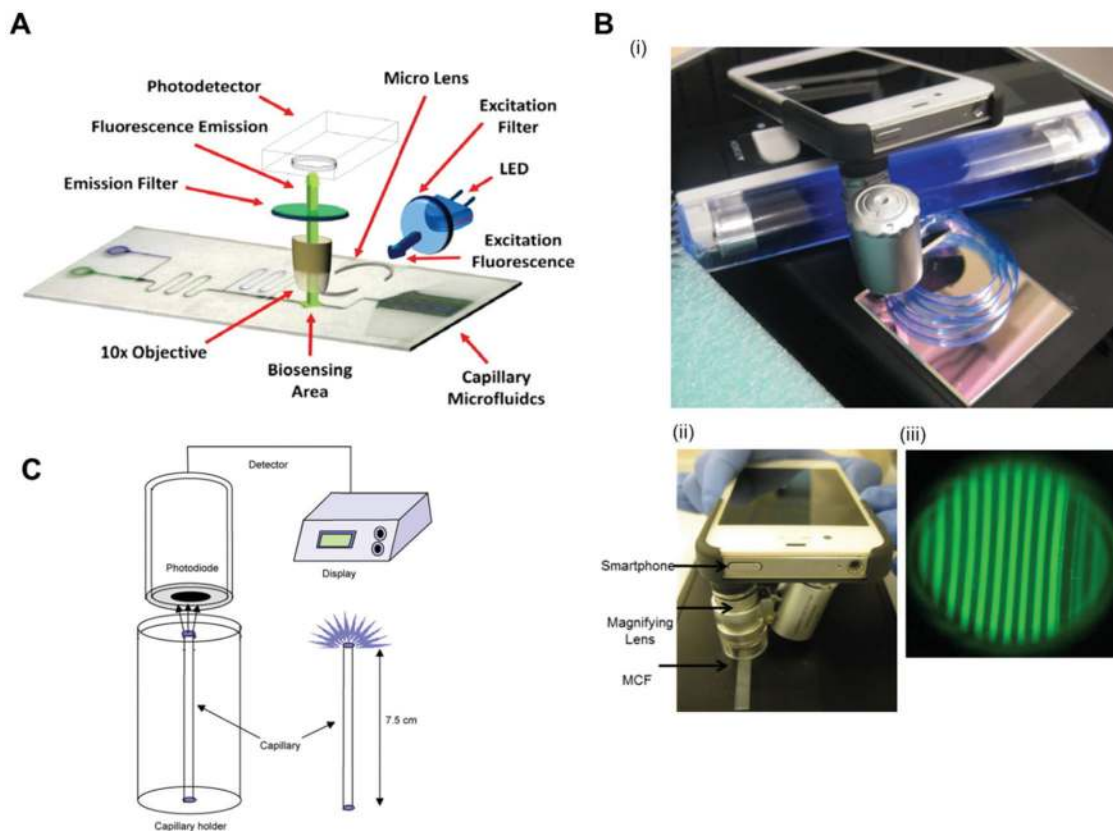 A
Photodetector
Fluorescence Emission
Emission Filter
Micro Lens
Excitation
Filter
LED
Excitation
Fluorescence
10x Objective
Biosensing
Area
Capillary
Microfluidcs
B
(i)
(ii)
Smartphone
Magnifying
Lens
MCF
(iii)
C
Detector
Photodiode
Display
Capillary
7.5 cm
Capillary holder